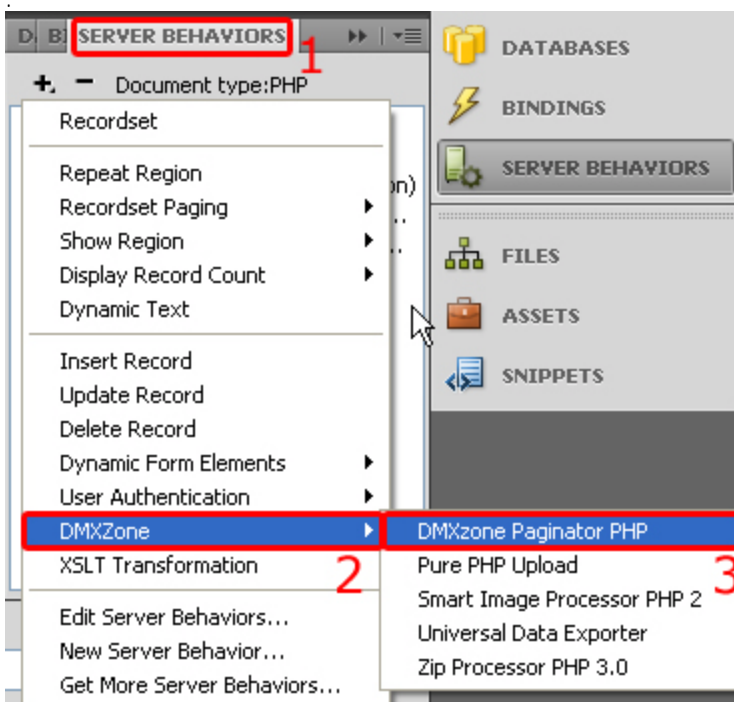 SERVER BEHAVIORS
1
Document type:PHP
Recordset
Repeat Region
Recordset Paging
Show Region
Display Record Count
Dynamic Text
Insert Record
Update Record
Delete Record
Dynamic Form Elements
User Authentication
DMXZone
2
XSLT Transformation
Edit Server Behaviors...
New Server Behavior...
Get More Server Behaviors...
on)
..
..
DMXzone Paginator PHP
3
Pure PHP Upload
Smart Image Processor PHP 2
Universal Data Exporter
Zip Processor PHP 3.0
DATABASES
BINDINGS
SERVER BEHAVIORS
FILES
ASSETS
SNIPPETS